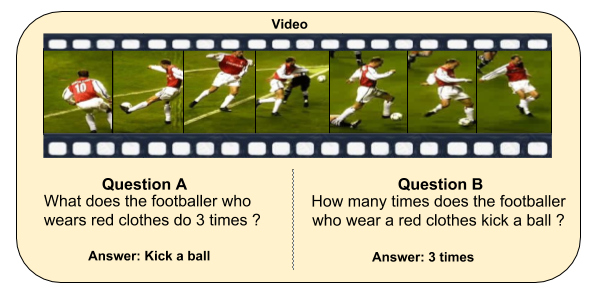 Video
10
Question A
What does the footballer who
wears red clothes do 3 times ?
Answer: Kick a ball
Question B
How many times does the footballer
who wear a red clothes kick a ball ?
Answer: 3 times